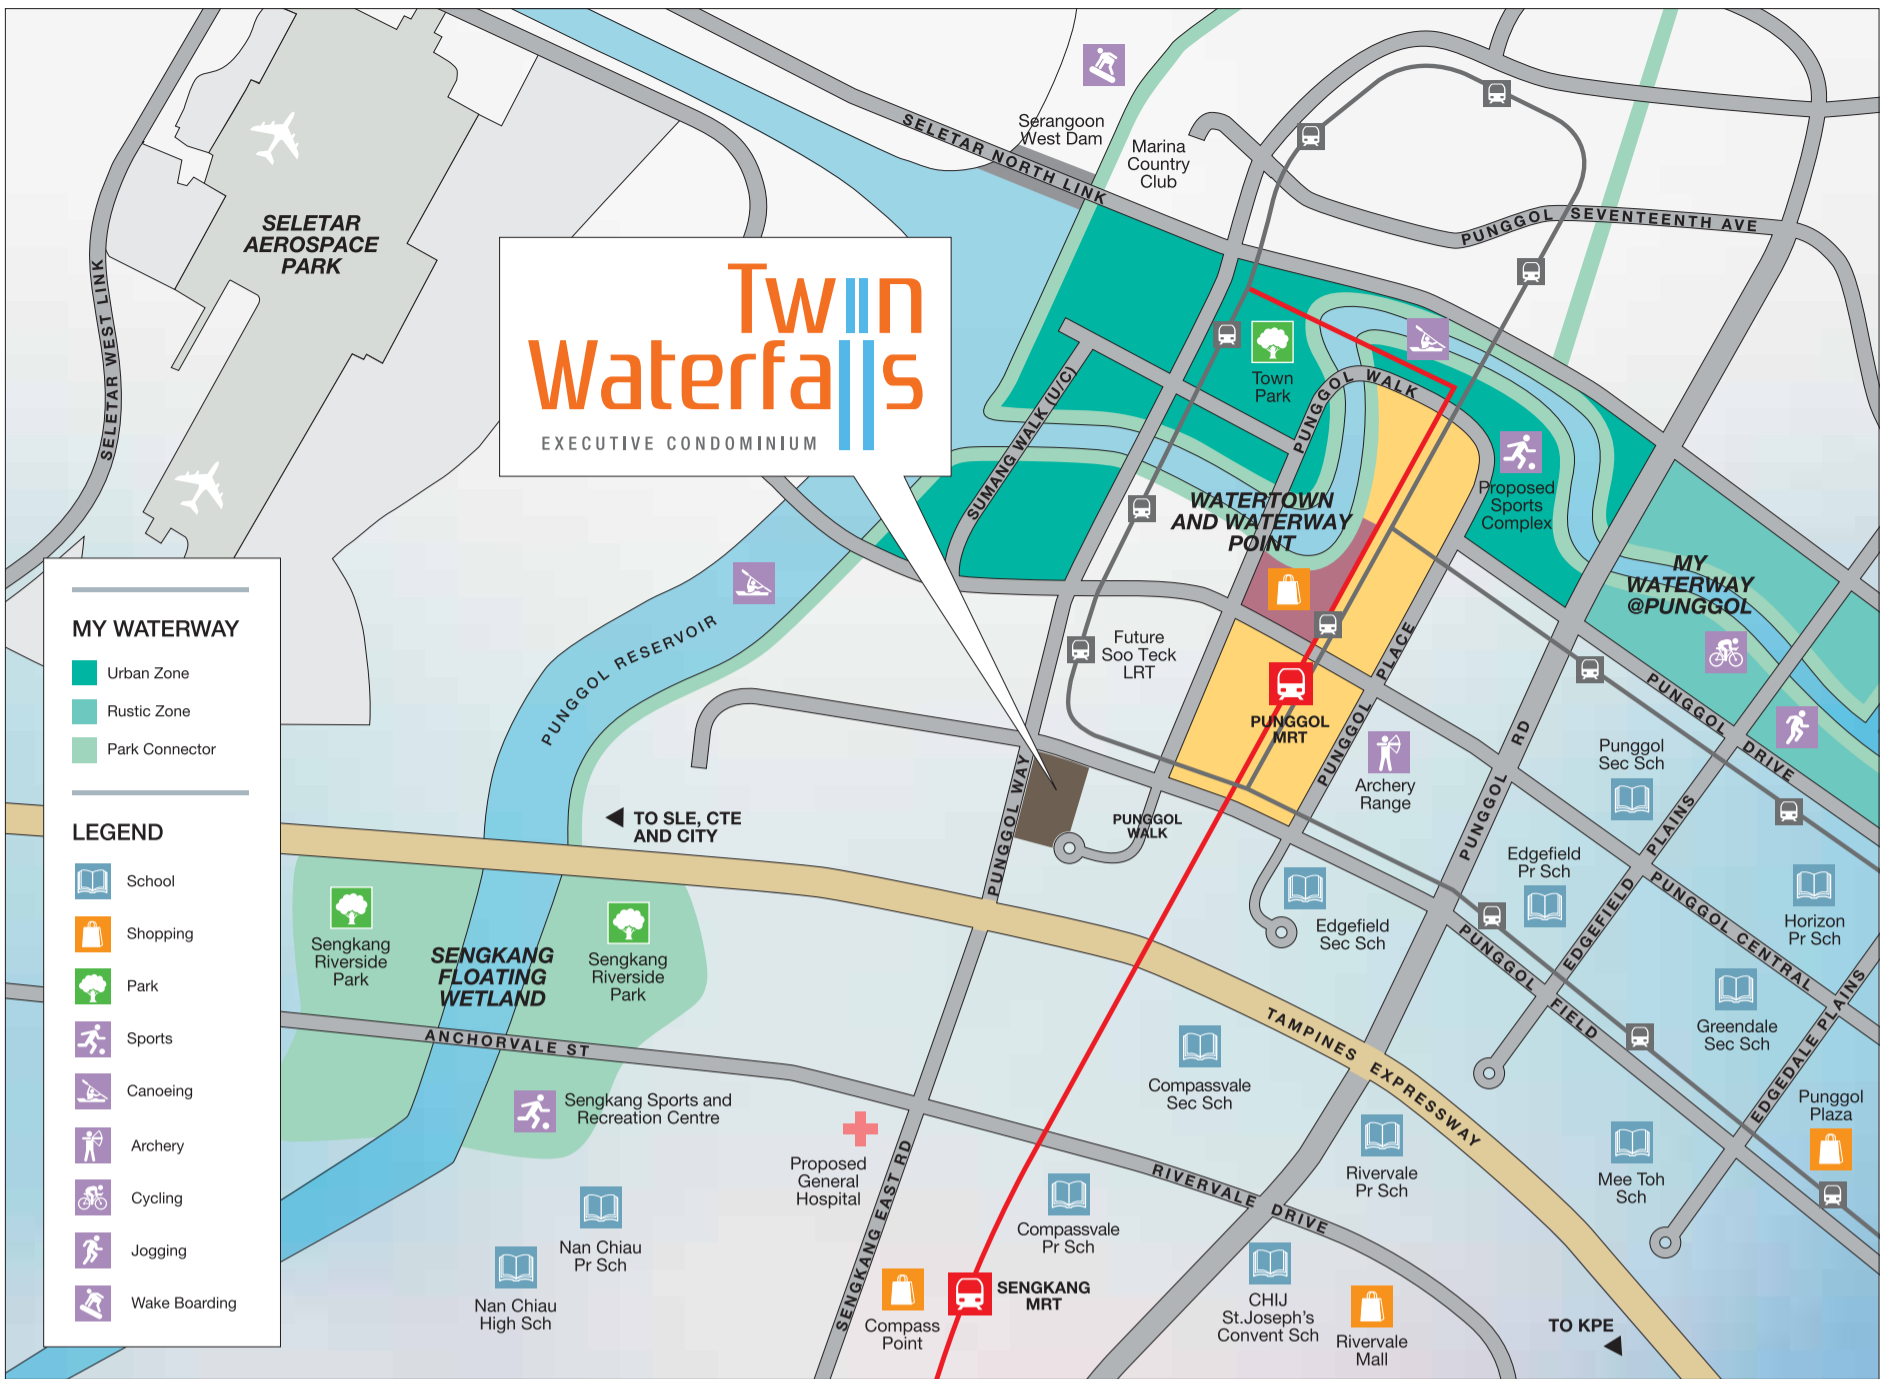 SELETAR
AEROSPACE
PARK
SELETAR WEST LINK
SELETAR NORTH LINK
Serangoon
West Dam
Marina
Country
Club
PUNGGOL SEVENTEENTH AVE
Twin
Waterfalls
EXECUTIVE CONDOMINIUM
Town
Park
PUNGGOL WALK
SUMANG WALK (U/C)
Proposed
Sports
Complex
WATERTOWN
AND WATERWAY
POINT
MY
WATERWAY
@PUNGGOL
PUNGGOL RESERVOIR
Future
Soo Teck
LRT
PUNGGOL
MRT
PUNGGOL PLACE
PUNGGOL RD
PUNGGOL DRIVE
Archery
Range
Punggol
Sec Sch
PUNGGOL WAY
PUNGGOL
WALK
TO SLE, CTE
AND CITY
Edgefield
Pr Sch
Edgefield
Sec Sch
EDGEFIELD PLAINS
PUNGGOL CENTRAL
Horizon
Pr Sch
PUNGGOL FIELD
Greendale
Sec Sch
EDGEDALE PLAINS
Punggol
Plaza
Mee Toh
Sch
TAMPINES EXPRESSWAY
Sengkang
Riverside
Park
SENGKANG
FLOATING
WETLAND
Sengkang
Riverside
Park
ANCHORVALE ST
Sengkang Sports and
Recreation Centre
Compassvale
Sec Sch
Rivervale
Pr Sch
Proposed
General
Hospital
SENGKANG EAST RD
RIVERVALE DRIVE
Compassvale
Pr Sch
Nan Chiau
Pr Sch
Nan Chiau
High Sch
Compass
Point
SENGKANG
MRT
CHIJ
St.Joseph's
Convent Sch
Rivervale
Mall
TO KPE
MY WATERWAY
Urban Zone
Rustic Zone
Park Connector
LEGEND
School
Shopping
Park
Sports
Canoeing
Archery
Cycling
Jogging
Wake Boarding